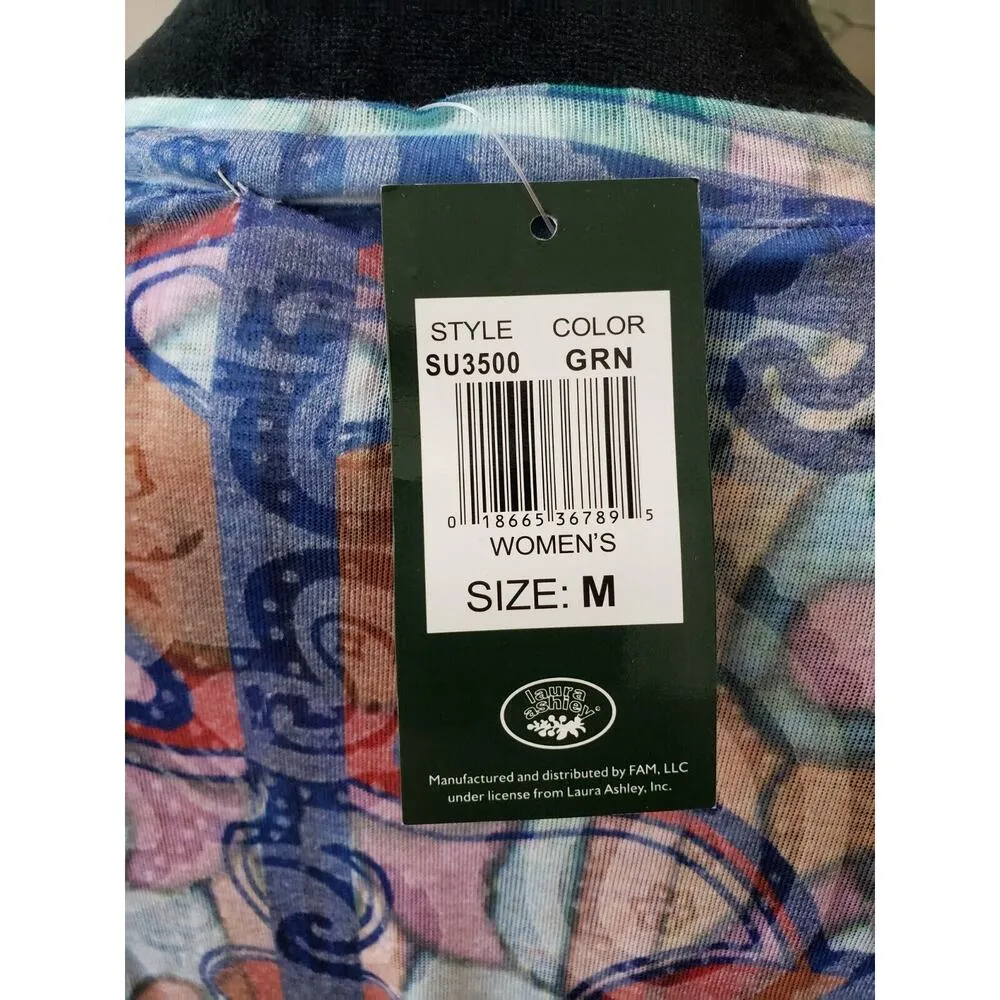 STYLE COLOR
SU3500 GRN
0 18665 36789 5
WOMEN'S
SIZE: M
laura
ashley®
Manufactured and distributed by FAM, LLC
under license from Laura Ashley, Inc.